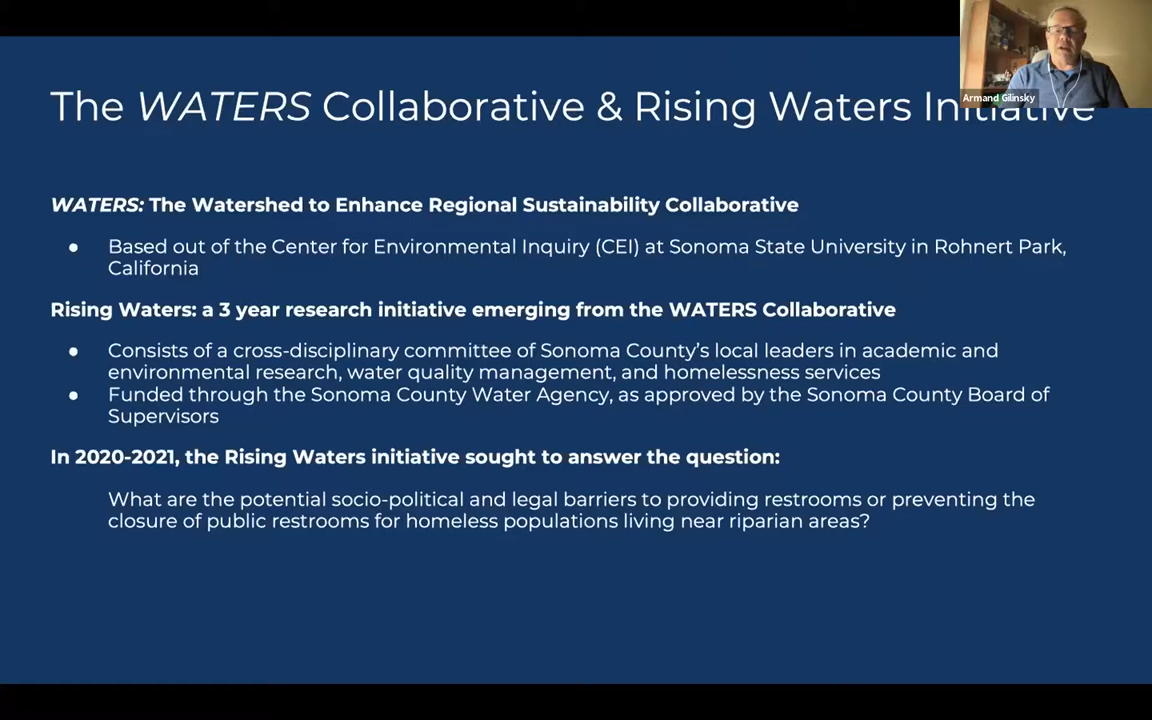 The WATERS Collaborative & Rising Waters Initiative
Armand Gilinsky
WATERS: The Watershed to Enhance Regional Sustainability Collaborative
● Based out of the Center for Environmental Inquiry (CEI) at Sonoma State University in Rohnert Park,
California
Rising Waters: a 3 year research initiative emerging from the WATERS Collaborative
● Consists of a cross-disciplinary committee of Sonoma County’s local leaders in academic and
environmental research, water quality management, and homelessness services
● Funded through the Sonoma County Water Agency, as approved by the Sonoma County Board of
Supervisors
In 2020-2021, the Rising Waters initiative sought to answer the question:
What are the potential socio-political and legal barriers to providing restrooms or preventing the
closure of public restrooms for homeless populations living near riparian areas?